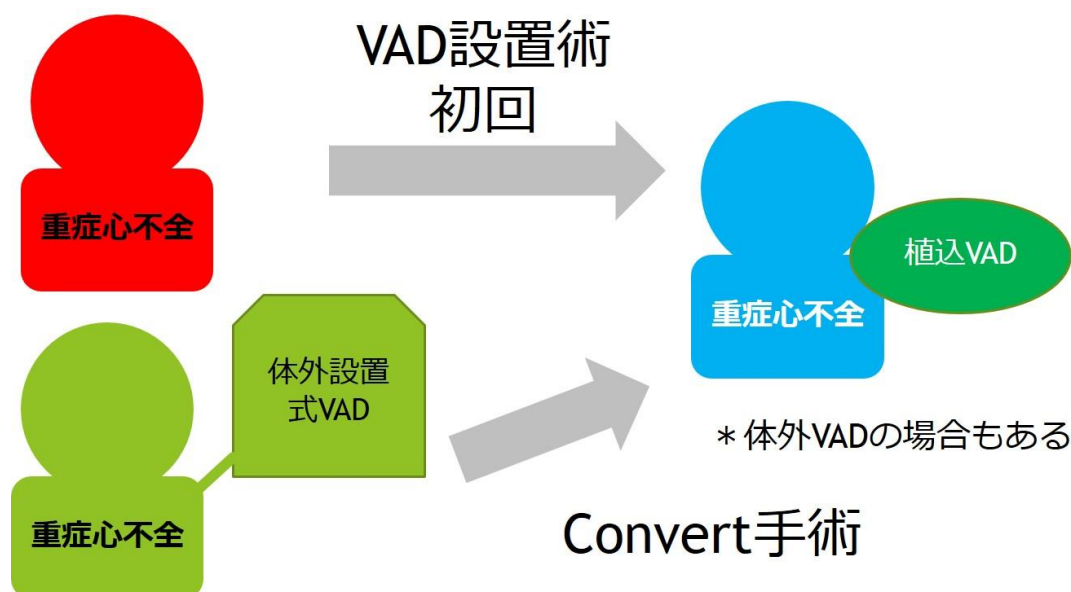 VAD設置術
初回
重症心不全
植込VAD
重症心不全
体外設置
式VAD
＊体外VADの場合もある
重症心不全
Convert手術